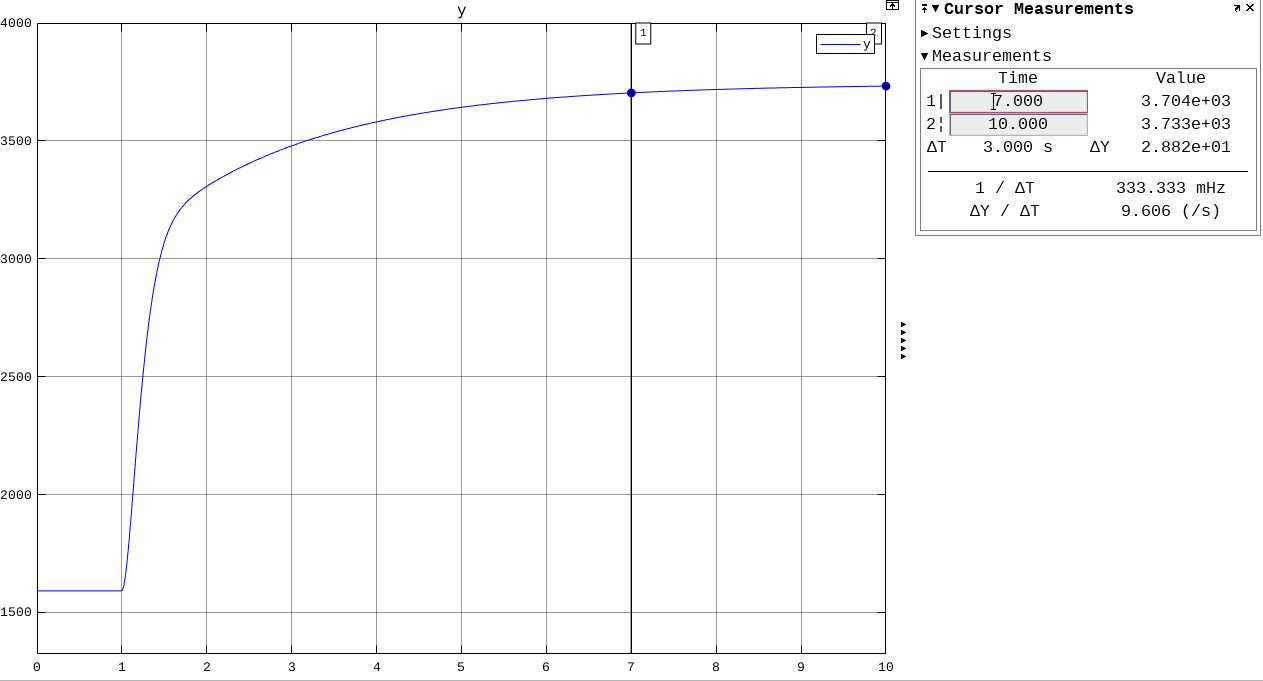 y
4000
3500
3000
2500
2000
1500
0 1 2 3 4 5 6 7 8 9 10
1
2
y
Cursor Measurements
Settings
Measurements
Time Value
1| 7.000 3.704e+03
2¦ 10.000 3.733e+03
ΔT 3.000 s ΔY 2.882e+01
1 / ΔT 333.333 mHz
ΔY / ΔT 9.606 (/s)